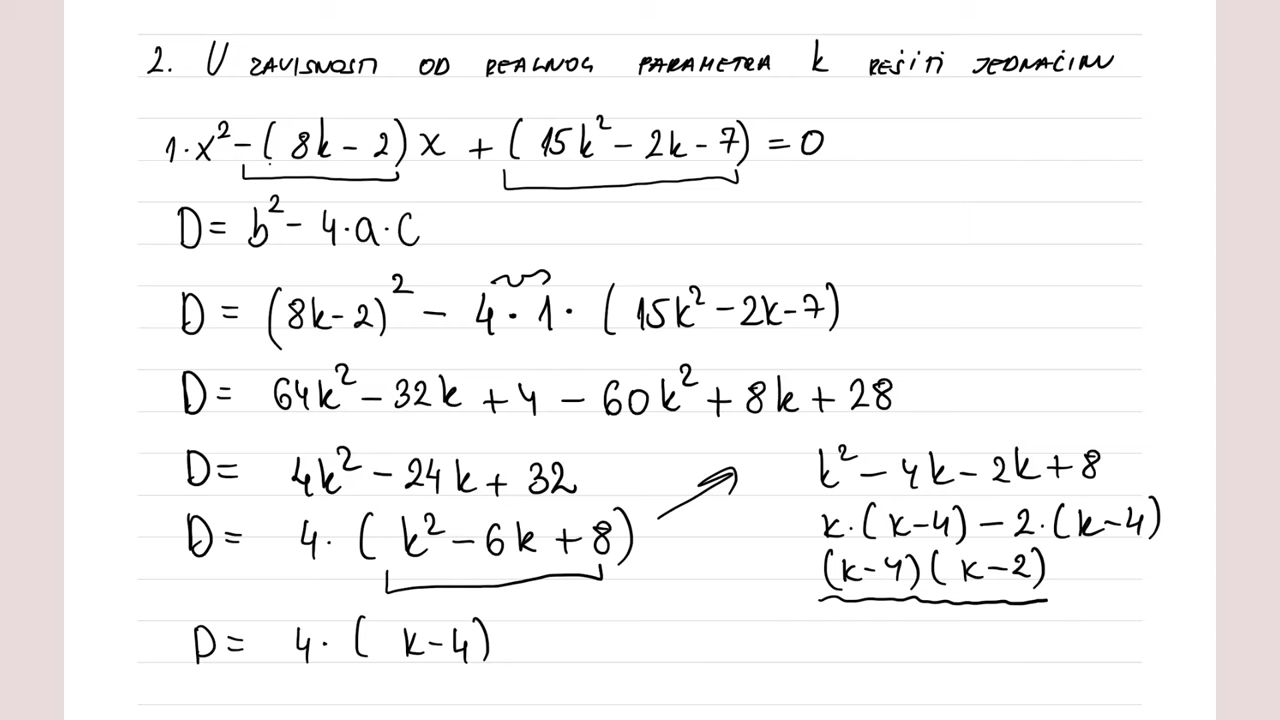 2. U ZAVISNOSTI OD REALNOG PARAMETRA k REŠITI JEDNAČINU
1·x² - (8k - 2)x + (15k² - 2k - 7) = 0
D = b² - 4·a·c
D = (8k-2)² - 4·1·(15k² - 2k - 7)
D = 64k² - 32k + 4 - 60k² + 8k + 28
D = 4k² - 24k + 32
D = 4·(k² - 6k + 8)
D = 4·(k-4)
k² - 4k - 2k + 8
k·(k-4) - 2·(k-4)
(k-4)(k-2)